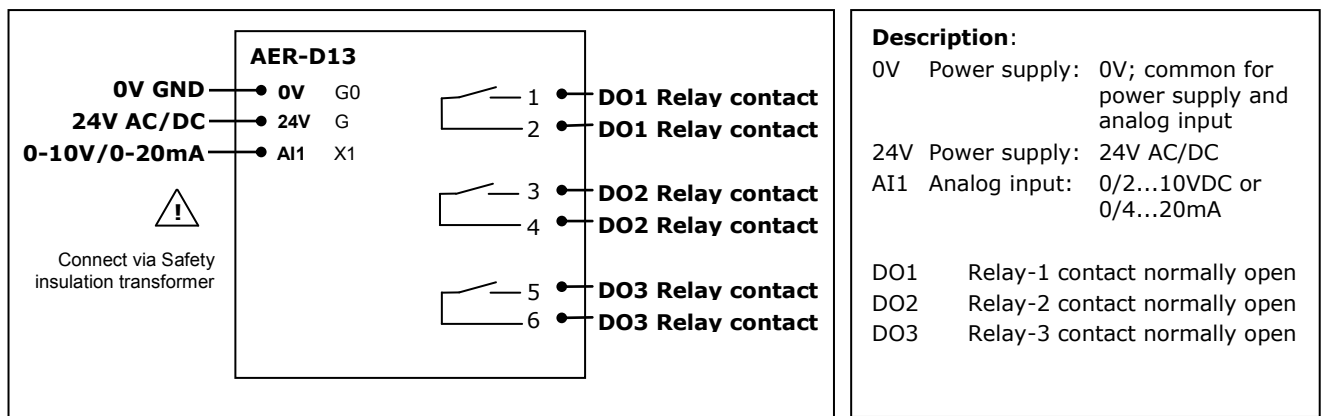 AER-D13
0V GND 0V G0
24V AC/DC 24V G
0-10V/0-20mA AI1 X1
!
Connect via Safety
insulation transformer
1 DO1 Relay contact
2 DO1 Relay contact
3 DO2 Relay contact
4 DO2 Relay contact
5 DO3 Relay contact
6 DO3 Relay contact
Description:
0V Power supply: 0V; common for
power supply and
analog input
24V Power supply: 24V AC/DC
AI1 Analog input: 0/2...10VDC or
0/4...20mA
DO1 Relay-1 contact normally open
DO2 Relay-2 contact normally open
DO3 Relay-3 contact normally open